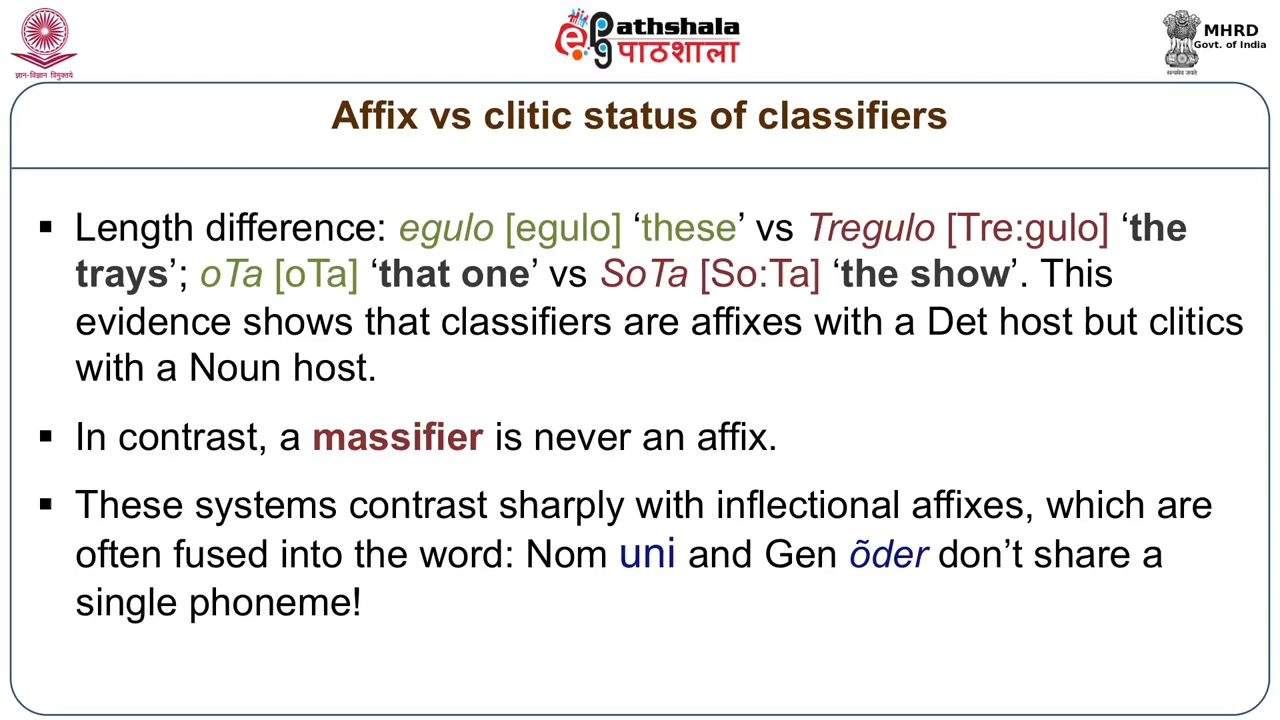 ज्ञान-विज्ञान विमुक्तये
Pathshala
पाठशाला
MHRD
Govt. of India
सत्यमेव जयते
Affix vs clitic status of classifiers
▪ Length difference: egulo [egulo] ‘these’ vs Tregulo [Tre:gulo] ‘the
trays’; oTa [oTa] ‘that one’ vs SoTa [So:Ta] ‘the show’. This
evidence shows that classifiers are affixes with a Det host but clitics
with a Noun host.
▪ In contrast, a massifier is never an affix.
▪ These systems contrast sharply with inflectional affixes, which are
often fused into the word: Nom uni and Gen õder don’t share a
single phoneme!